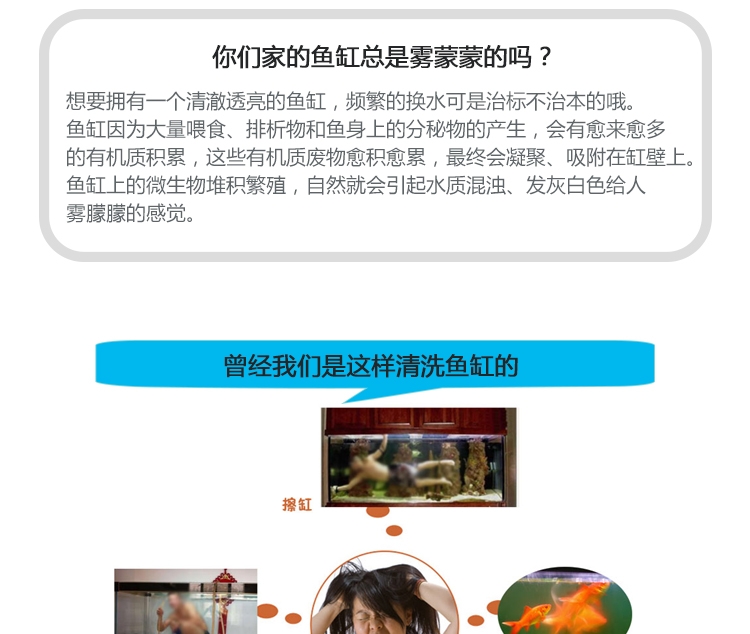 你们家的鱼缸总是雾蒙蒙的吗？
想要拥有一个清澈透亮的鱼缸，频繁的换水可是治标不治本的哦。
鱼缸因为大量喂食、排析物和鱼身上的分秘物的产生，会有愈来愈多
的有机质积累，这些有机质废物愈积愈累，最终会凝聚、吸附在缸壁上。
鱼缸上的微生物堆积繁殖，自然就会引起水质混浊、发灰白色给人
雾朦朦的感觉。
曾经我们是这样清洗鱼缸的
擦缸